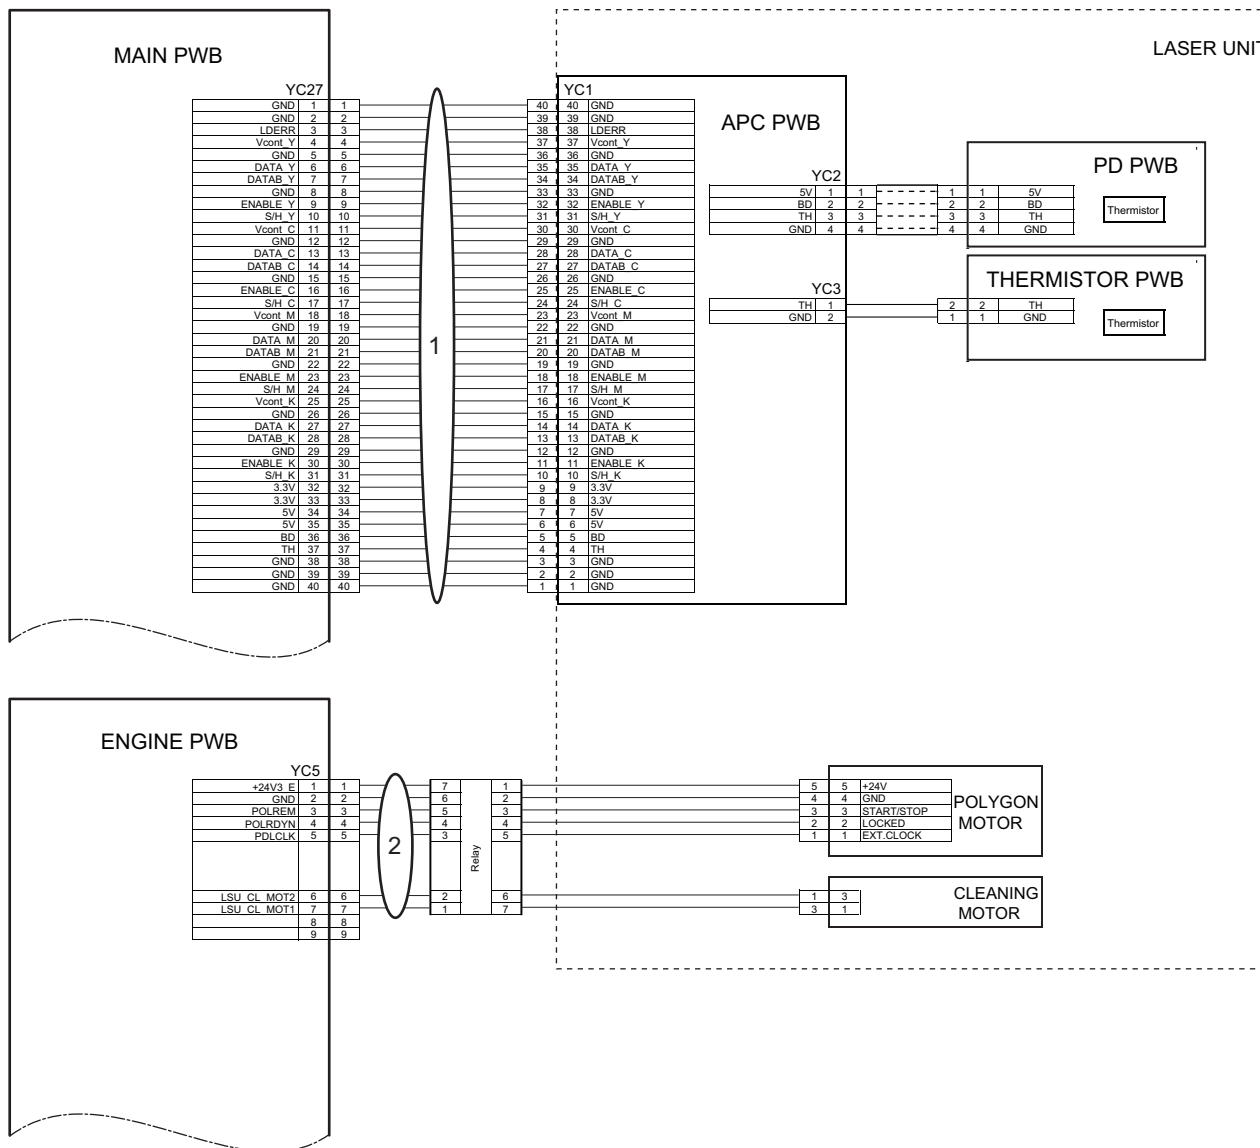 MAIN PWB
LASER UNIT
YC27
GND 1 1
GND 2 2
LDERR 3 3
Vcont_Y 4 4
GND 5 5
DATA_Y 6 6
DATAB_Y 7 7
GND 8 8
ENABLE_Y 9 9
S/H_Y 10 10
Vcont_C 11 11
GND 12 12
DATA_C 13 13
DATAB_C 14 14
GND 15 15
ENABLE_C 16 16
S/H_C 17 17
Vcont_M 18 18
GND 19 19
DATA_M 20 20
DATAB_M 21 21
GND 22 22
ENABLE_M 23 23
S/H_M 24 24
Vcont_K 25 25
GND 26 26
DATA_K 27 27
DATAB_K 28 28
GND 29 29
ENABLE_K 30 30
S/H_K 31 31
3.3V 32 32
3.3V 33 33
5V 34 34
5V 35 35
BD 36 36
TH 37 37
GND 38 38
GND 39 39
GND 40 40
1
YC1
40 40 GND
39 39 GND
38 38 LDERR
37 37 Vcont_Y
36 36 GND
35 35 DATA_Y
34 34 DATAB_Y
33 33 GND
32 32 ENABLE_Y
31 31 S/H_Y
30 30 Vcont_C
29 29 GND
28 28 DATA_C
27 27 DATAB_C
26 26 GND
25 25 ENABLE_C
24 24 S/H_C
23 23 Vcont_M
22 22 GND
21 21 DATA_M
20 20 DATAB_M
19 19 GND
18 18 ENABLE_M
17 17 S/H_M
16 16 Vcont_K
15 15 GND
14 14 DATA_K
13 13 DATAB_K
12 12 GND
11 11 ENABLE_K
10 10 S/H_K
9 9 3.3V
8 8 3.3V
7 7 5V
6 6 5V
5 5 BD
4 4 TH
3 3 GND
2 2 GND
1 1 GND
APC PWB
YC2
5V 1 1
BD 2 2
TH 3 3
GND 4 4
YC3
TH 1
GND 2
PD PWB
1 1 5V
2 2 BD
3 3 TH
4 4 GND
Thermistor
THERMISTOR PWB
2 2 TH
1 1 GND
Thermistor
ENGINE PWB
YC5
+24V3_E 1 1
GND 2 2
POLREM 3 3
POLRDYN 4 4
PDLCLK 5 5
LSU_CL_MOT2 6 6
LSU_CL_MOT1 7 7
8 8
9 9
2
7 1
6 2
5 3
4 4
3 5
2 6
1 7
Relay
5 5 +24V
4 4 GND
3 3 START/STOP
2 2 LOCKED
1 1 EXT.CLOCK
POLYGON
MOTOR
1 3
3 1
CLEANING
MOTOR